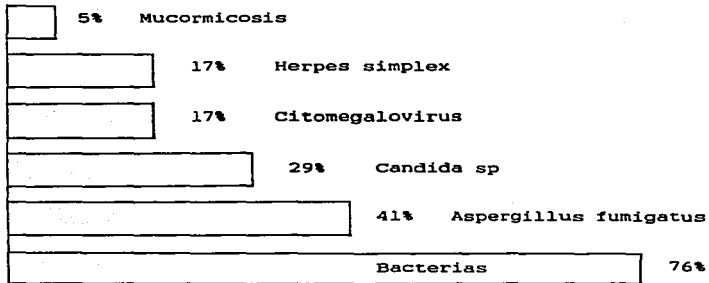 5% Mucormicosis
17% Herpes simplex
17% Citomegalovirus
29% Candida sp
41% Aspergillus fumigatus
Bacterias 76%